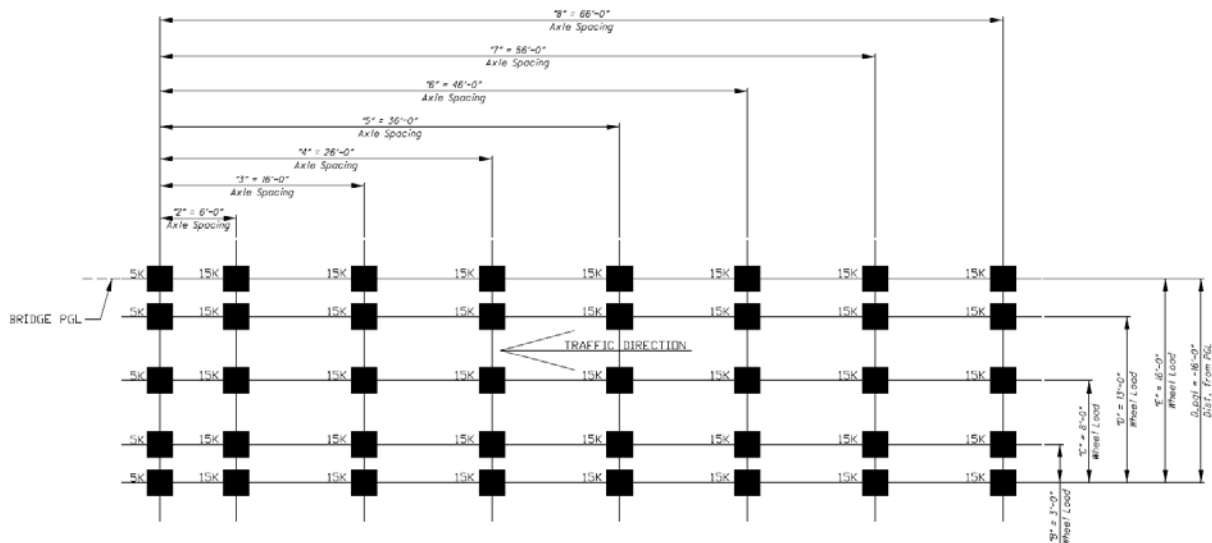 "8" = 66'-0"
Axle Spacing
"7" = 56'-0"
Axle Spacing
"6" = 46'-0"
Axle Spacing
"5" = 36'-0"
Axle Spacing
"4" = 26'-0"
Axle Spacing
"3" = 16'-0"
Axle Spacing
"2" = 6'-0"
Axle Spacing
5K 15K 15K 15K 15K 15K 15K 15K
BRIDGE PGL
5K 15K 15K 15K 15K 15K 15K 15K
TRAFFIC DIRECTION
5K 15K 15K 15K 15K 15K 15K 15K
5K 15K 15K 15K 15K 15K 15K 15K
5K 15K 15K 15K 15K 15K 15K 15K
"B" = 3'-0"
Wheel Load
"C" = 8'-0"
Wheel Load
"D" = 13'-0"
Wheel Load
"E" = 16'-0"
Wheel Load
D_pgl = -16'-0"
Dist. from PGL